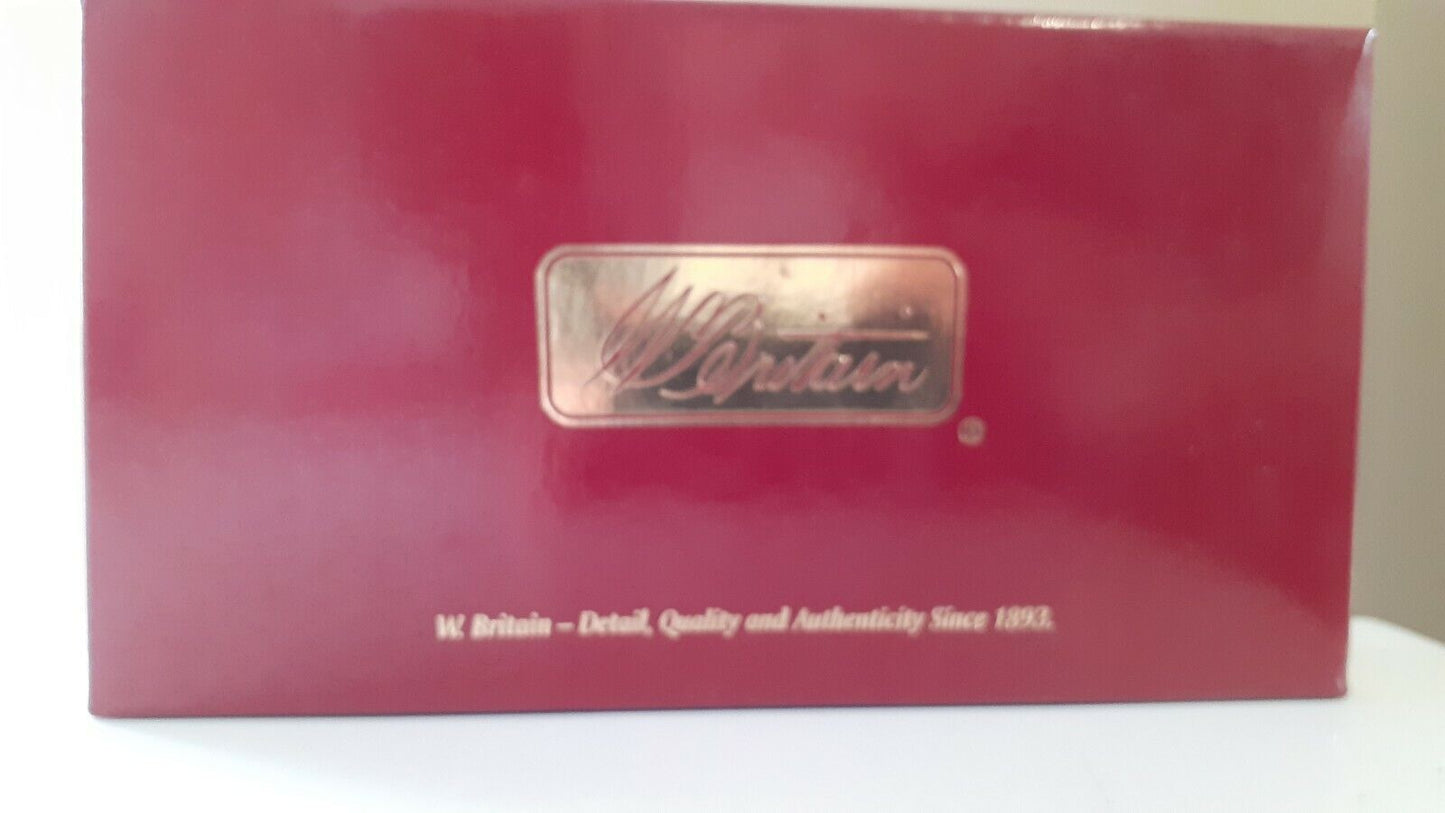 W. Britain
®
W. Britain – Detail, Quality and Authenticity Since 1893.